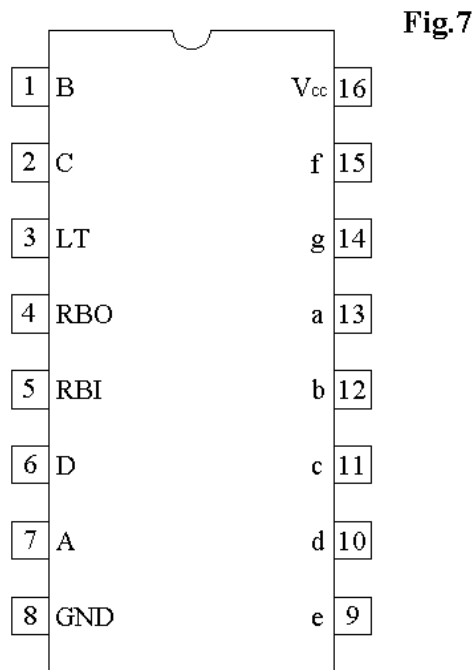 Fig.7
1 B Vcc 16
2 C f 15
3 LT g 14
4 RBO a 13
5 RBI b 12
6 D c 11
7 A d 10
8 GND e 9